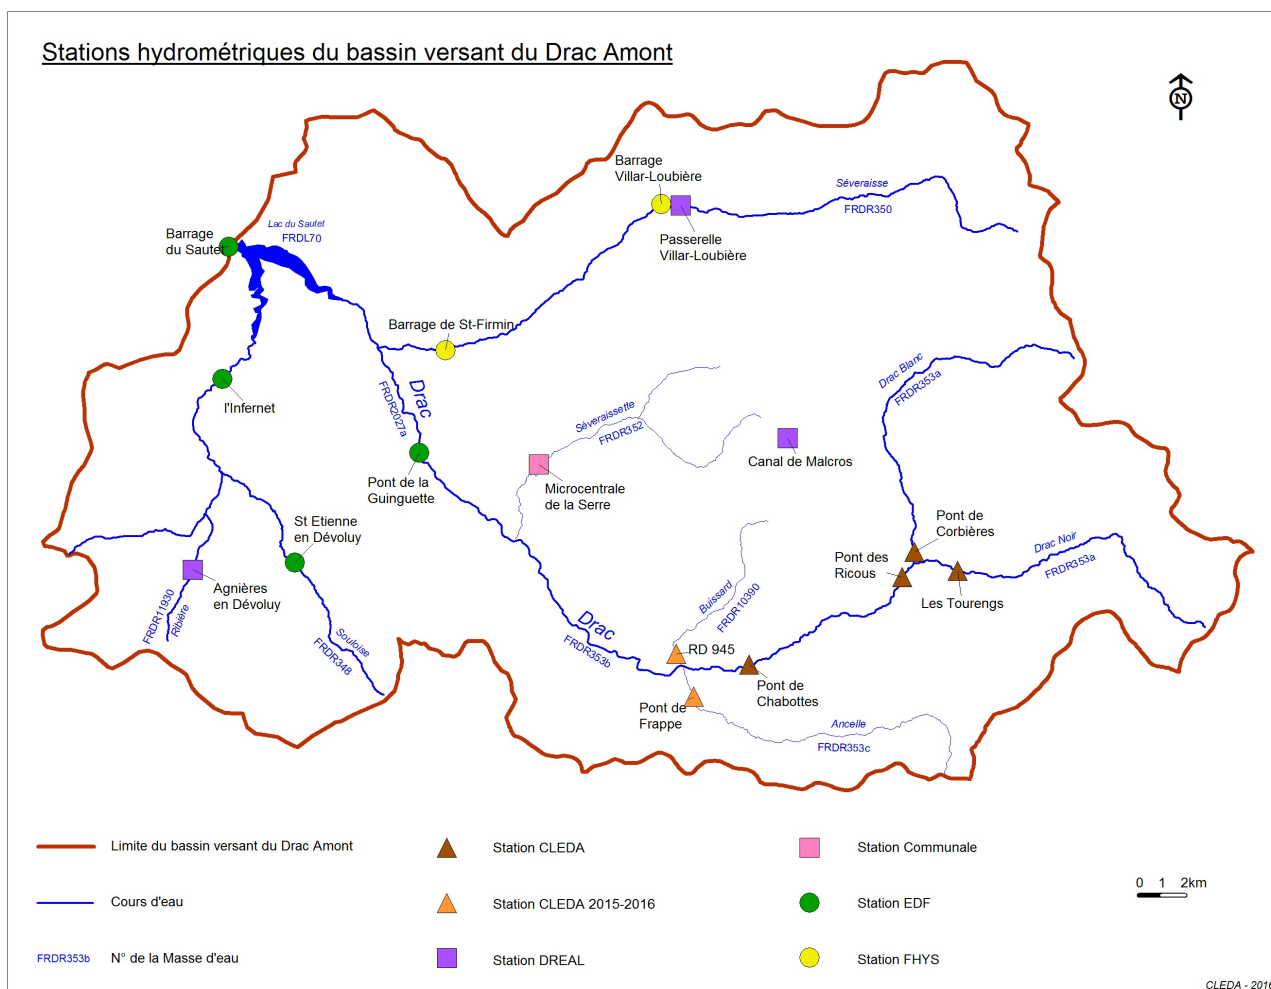 Stations hydrométriques du bassin versant du Drac Amont
N
Barrage
Villar-Loubière
Séveraisse
FRDR350
Passerelle
Villar-Loubière
Lac du Sautet
FRDL70
Barrage
du Sautet
Barrage de St-Firmin
Drac
FRDR2027a
l'Infernet
Drac Blanc
FRDR353a
Séveraissette
FRDR352
Canal de Malcros
Pont de la
Guinguette
Microcentrale
de la Serre
St Etienne
en Dévoluy
Pont de
Corbières
Drac Noir
FRDR353a
Pont des
Ricous
Les Tourengs
Agnières
en Dévoluy
FRDR11930
Ribière
Souloise
FRDR348
Buissard
FRDR10390
Drac
FRDR353b
RD 945
Pont de
Chabottes
Pont de
Frappe
Ancelle
FRDR353c
Limite du bassin versant du Drac Amont
Station CLEDA
Station Communale
0 1 2km
Cours d'eau
Station CLEDA 2015-2016
Station EDF
FRDR353b
N° de la Masse d'eau
Station DREAL
Station FHYS
CLEDA - 2016